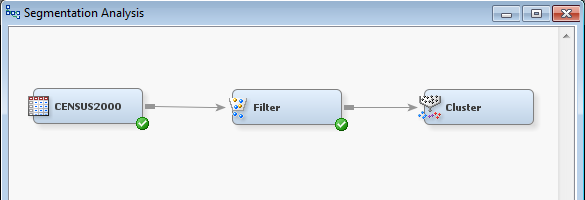 Segmentation Analysis
CENSUS2000
Filter
Cluster